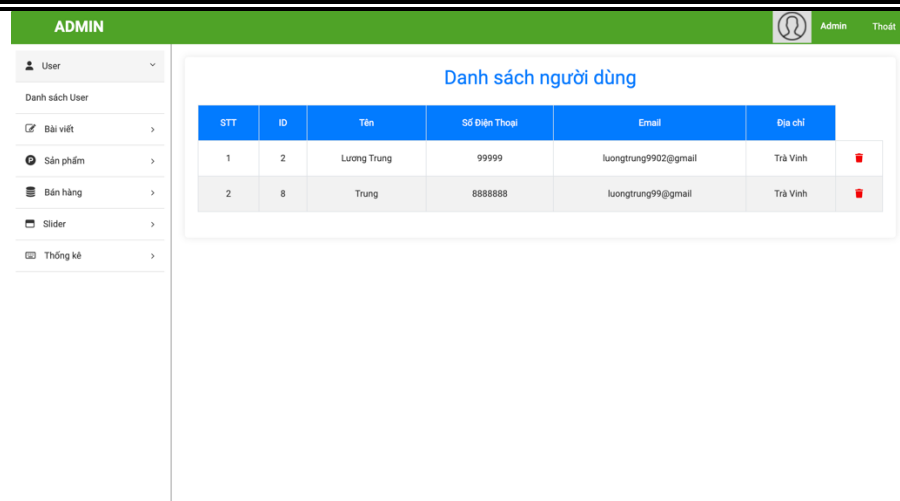 ADMIN
Admin
Thoát
User
Danh sách User
Bài viết
Sản phẩm
Bán hàng
Slider
Thống kê
Danh sách người dùng
STT ID Tên Số Điện Thoại Email Địa chỉ
1 2 Lương Trung 99999 luongtrung9902@gmail Trà Vinh
2 8 Trung 8888888 luongtrung99@gmail Trà Vinh